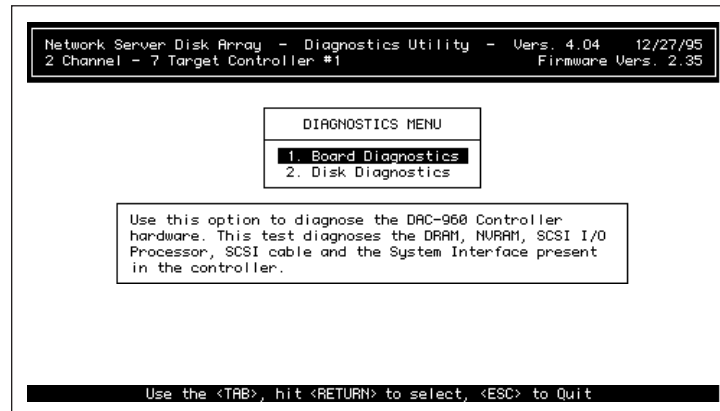 Network Server Disk Array - Diagnostics Utility - Vers. 4.04 12/27/95
2 Channel - 7 Target Controller #1 Firmware Vers. 2.35
DIAGNOSTICS MENU
1. Board Diagnostics
2. Disk Diagnostics
Use this option to diagnose the DAC-960 Controller
hardware. This test diagnoses the DRAM, NVRAM, SCSI I/O
Processor, SCSI cable and the System Interface present
in the controller.
Use the <TAB>, hit <RETURN> to select, <ESC> to Quit